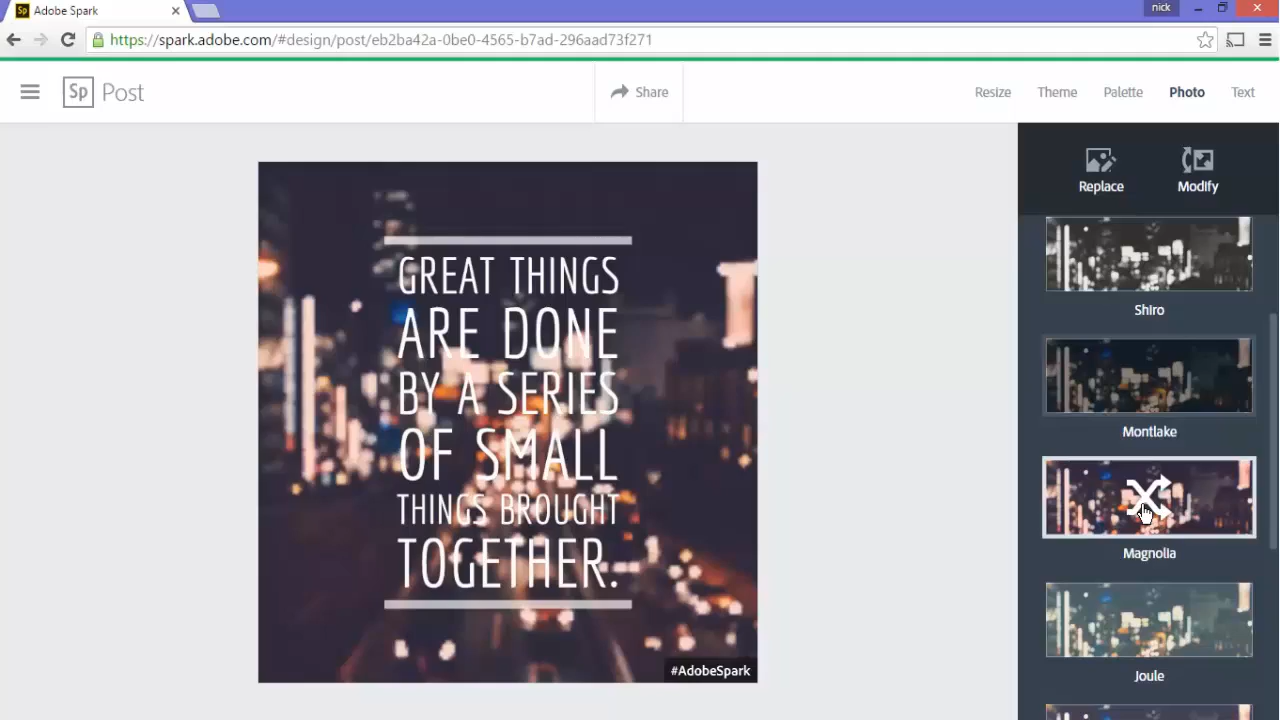 Adobe Spark
nick
https://spark.adobe.com/#design/post/eb2ba42a-0be0-4565-b7ad-296aad73f271
Sp Post
Share
Resize Theme Palette Photo Text
Replace Modify
GREAT THINGS
ARE DONE
BY A SERIES
OF SMALL
THINGS BROUGHT
TOGETHER.
#AdobeSpark
Shiro
Montlake
Magnolia
Joule